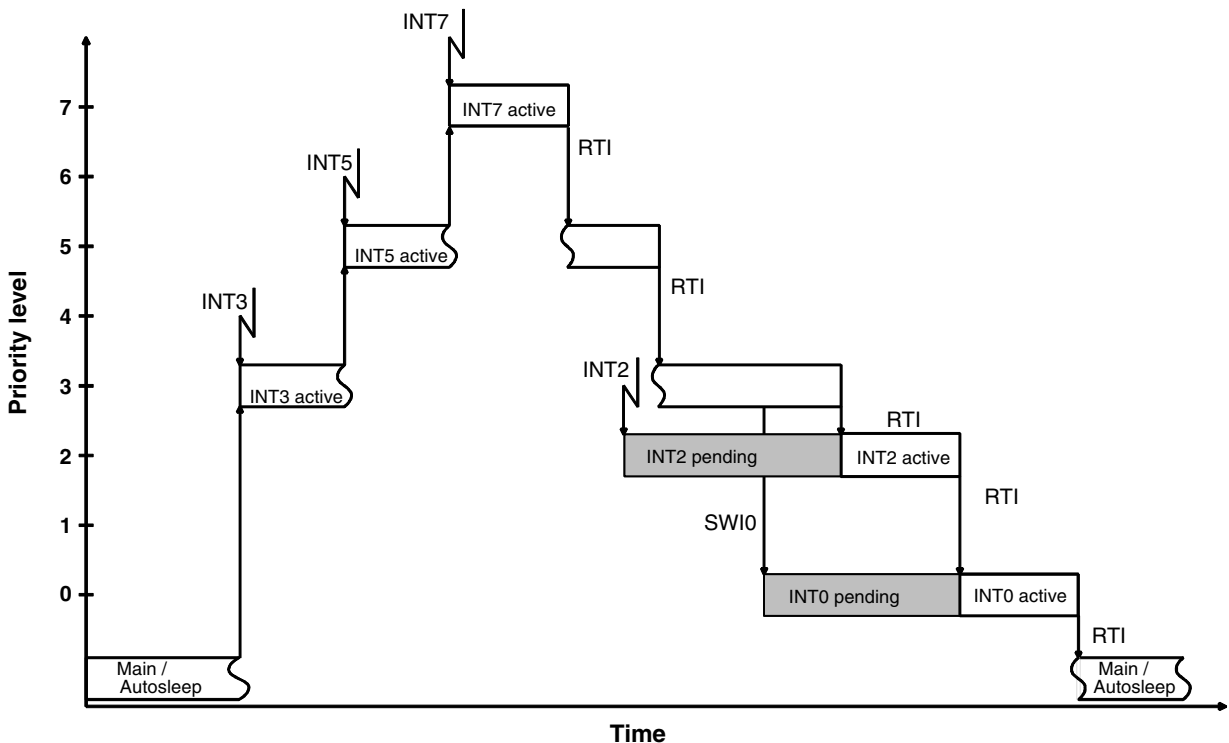 INT7
7
INT7 active
RTI
INT5
6
5
INT5 active
RTI
INT3
4
INT2
3
INT3 active
RTI
2
INT2 pending
INT2 active
RTI
1
SWI0
0
INT0 pending
INT0 active
RTI
Main /
Autosleep
Main /
Autosleep
Priority level
Time